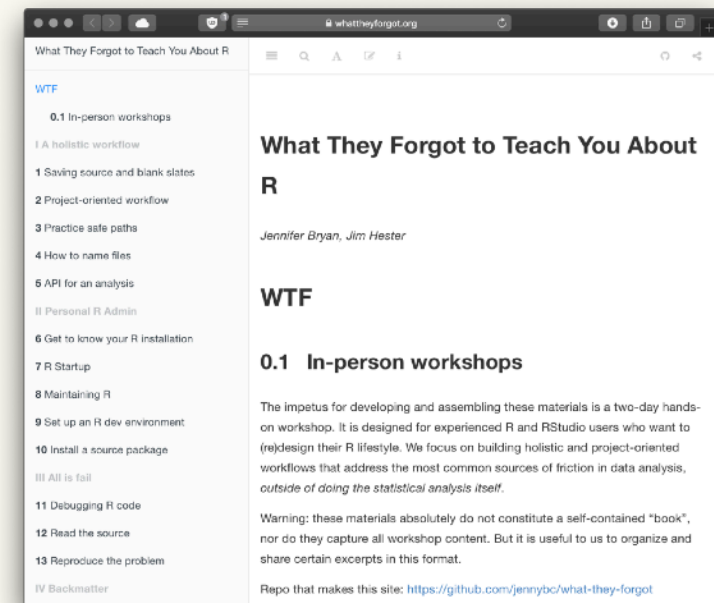 whattheyforgot.org
What They Forgot to Teach You About R
WTF
0.1 In-person workshops
I A holistic workflow
1 Saving source and blank slates
2 Project-oriented workflow
3 Practice safe paths
4 How to name files
5 API for an analysis
II Personal R Admin
6 Get to know your R installation
7 R Startup
8 Maintaining R
9 Set up an R dev environment
10 Install a source package
III All is fail
11 Debugging R code
12 Read the source
13 Reproduce the problem
IV Backmatter
What They Forgot to Teach You About
R
Jennifer Bryan, Jim Hester
WTF
0.1 In-person workshops
The impetus for developing and assembling these materials is a two-day hands-
on workshop. It is designed for experienced R and RStudio users who want to
(re)design their R lifestyle. We focus on building holistic and project-oriented
workflows that address the most common sources of friction in data analysis,
outside of doing the statistical analysis itself.
Warning: these materials absolutely do not constitute a self-contained “book”,
nor do they capture all workshop content. But it is useful to us to organize and
share certain excerpts in this format.
Repo that makes this site: https://github.com/jennybc/what-they-forgot